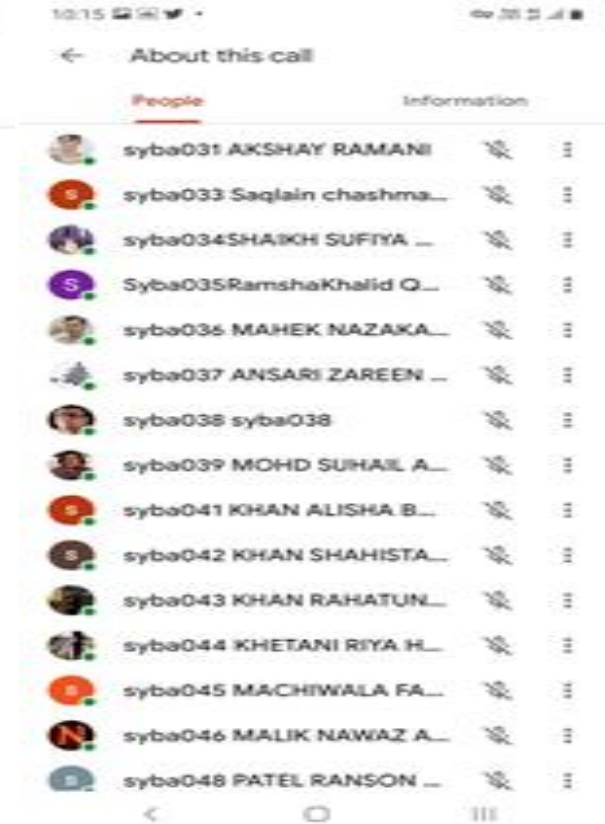 10:15
About this call
People Information
syba031 AKSHAY RAMANI
syba033 Saqlain chashma...
syba034SHAIKH SUFIYA ...
Syba035RamshaKhalid Q...
syba036 MAHEK NAZAKA...
syba037 ANSARI ZAREEN ...
syba038 syba038
syba039 MOHD SUHAIL A...
syba041 KHAN ALISHA B...
syba042 KHAN SHAHISTA...
syba043 KHAN RAHATUN...
syba044 KHETANI RIYA H...
syba045 MACHIWALA FA...
syba046 MALIK NAWAZ A...
syba048 PATEL RANSON ...